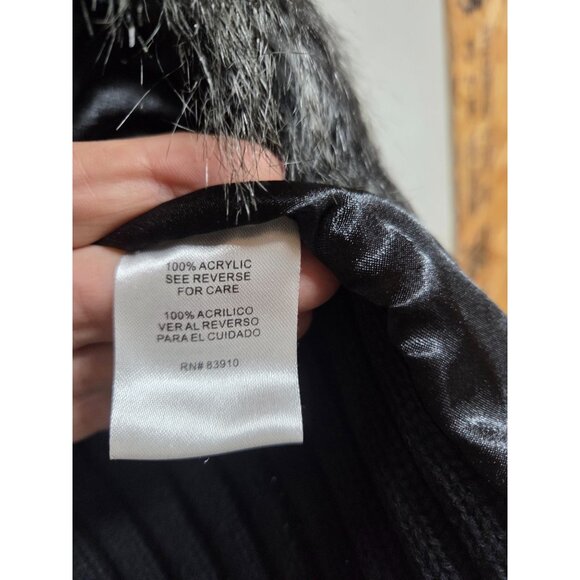 100% ACRYLIC
SEE REVERSE
FOR CARE
100% ACRILICO
VER AL REVERSO
PARA EL CUIDADO
RN# 83910